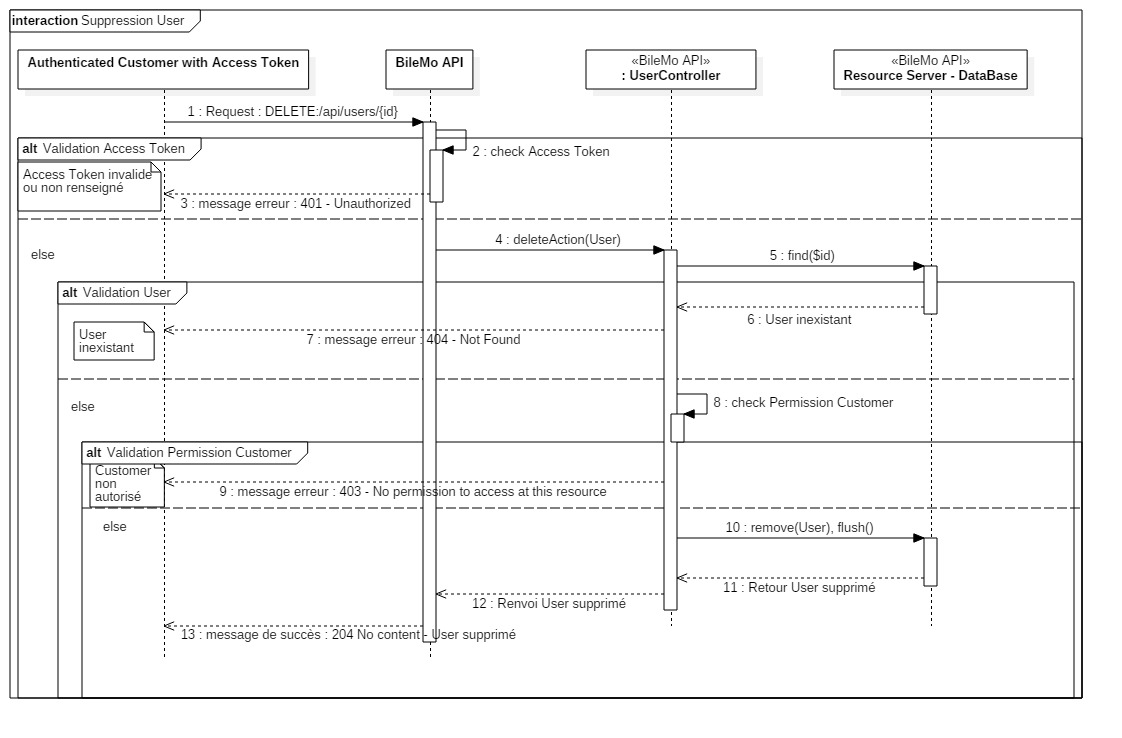 interaction Suppression User
Authenticated Customer with Access Token
BileMo API
«BileMo API»
: UserController
«BileMo API»
Resource Server - DataBase
1 : Request : DELETE:/api/users/{id}
alt Validation Access Token
2 : check Access Token
Access Token invalide
ou non renseigné
3 : message erreur : 401 - Unauthorized
else
4 : deleteAction(User)
5 : find($id)
alt Validation User
6 : User inexistant
User
inexistant
7 : message erreur : 404 - Not Found
else
8 : check Permission Customer
alt Validation Permission Customer
Customer
non
autorisé
9 : message erreur : 403 - No permission to access at this resource
else
10 : remove(User), flush()
11 : Retour User supprimé
12 : Renvoi User supprimé
13 : message de succès : 204 No content - User supprimé